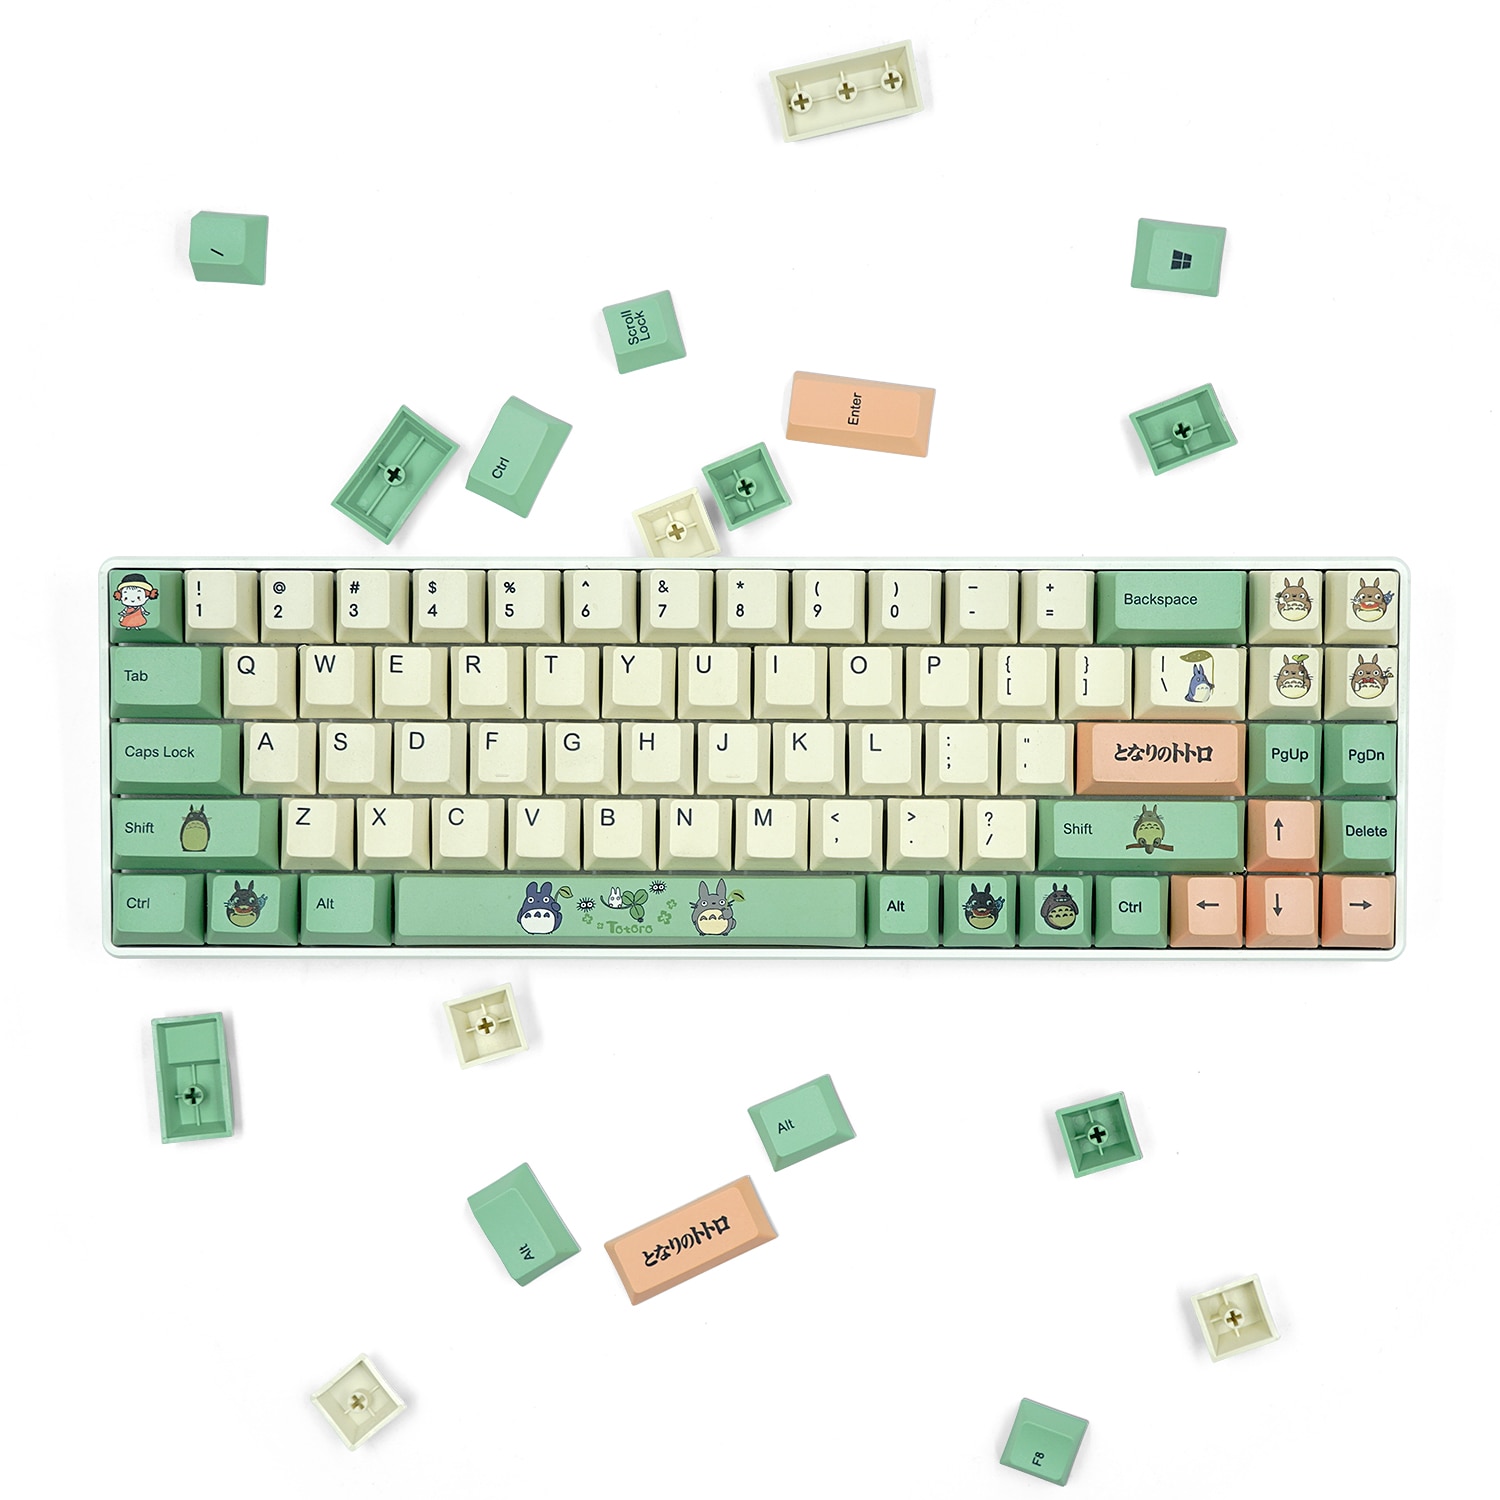 /
Scroll
Lock
Enter
Ctrl
!
1
@
2
#
3
$
4
%
5
^
6
&
7
*
8
(
9
)
0
_
-
+
=
Backspace
Tab
Q
W
E
R
T
Y
U
I
O
P
{
[
}
]
|
\
Caps Lock
A
S
D
F
G
H
J
K
L
:
;
"
'
となりのトトロ
PgUp
PgDn
Shift
Z
X
C
V
B
N
M
<
,
>
.
?
/
Shift
↑
Delete
Ctrl
Alt
Totoro
Alt
Ctrl
←
↓
→
Alt
Alt
となりのトトロ
F8